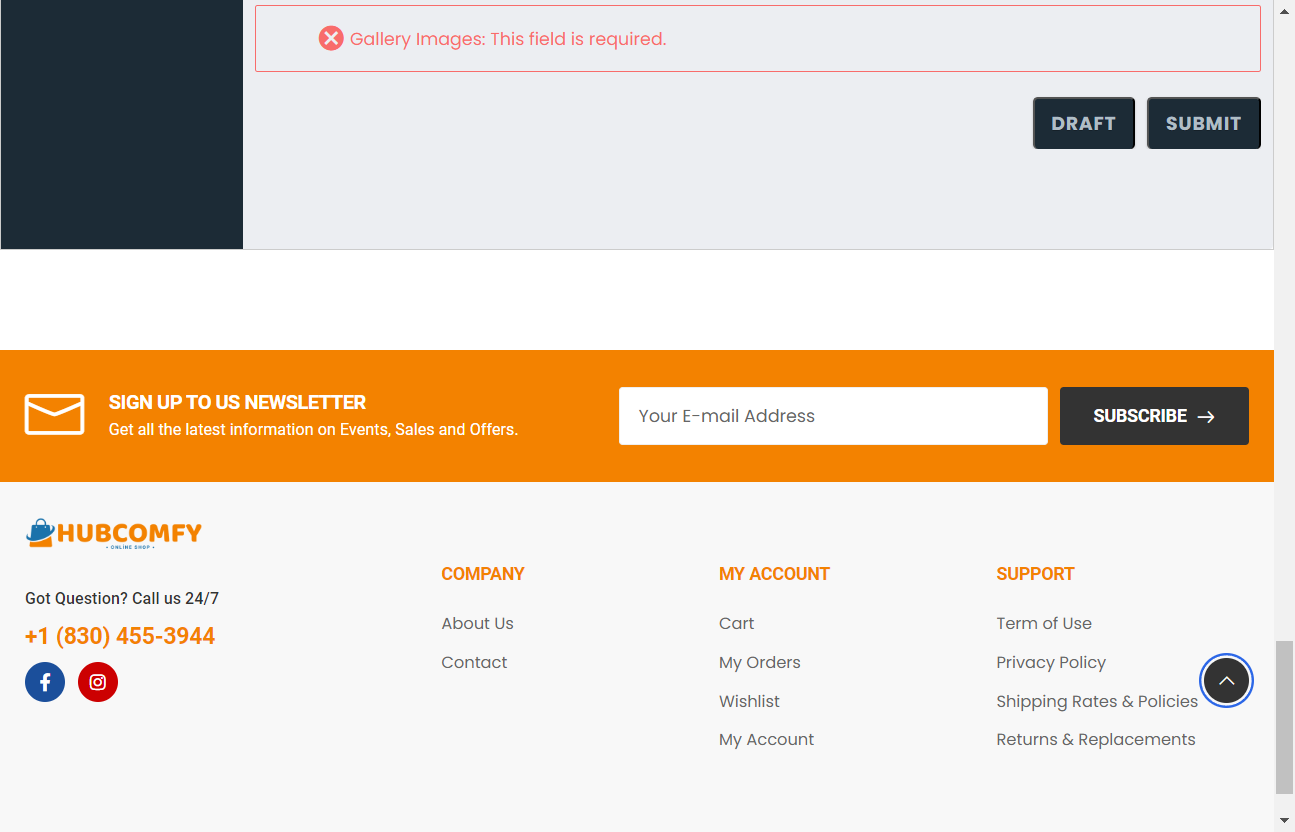 Gallery Images: This field is required.
DRAFT
SUBMIT
SIGN UP TO US NEWSLETTER
Get all the latest information on Events, Sales and Offers.
Your E-mail Address
SUBSCRIBE
HUBCOMFY
• ONLINE SHOP •
Got Question? Call us 24/7
+1 (830) 455-3944
COMPANY
About Us
Contact
MY ACCOUNT
Cart
My Orders
Wishlist
My Account
SUPPORT
Term of Use
Privacy Policy
Shipping Rates & Policies
Returns & Replacements